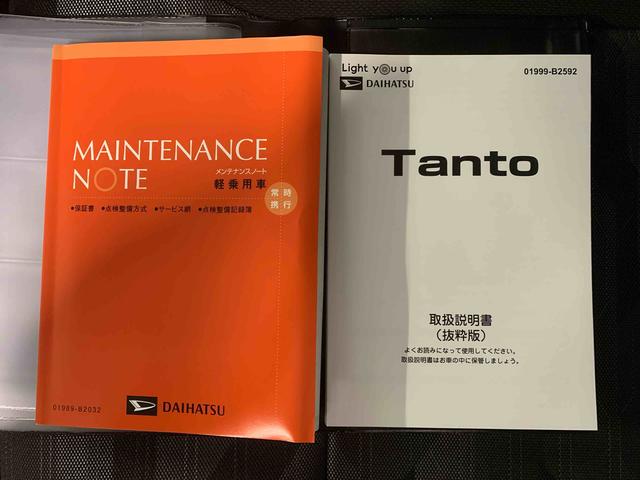 MAINTENANCE
NOTE
メンテナンスノート
軽乗用車
常時
携行
●保証書 ●点検整備方式 ●サービス網 ●点検整備記録簿
01989-B2032
DAIHATSU
Light you up
DAIHATSU
01999-B2592
Tanto
取扱説明書
（抜粋版）
よくお読みになって使用してください。
取扱説明書はお車の中に保管しましょう。